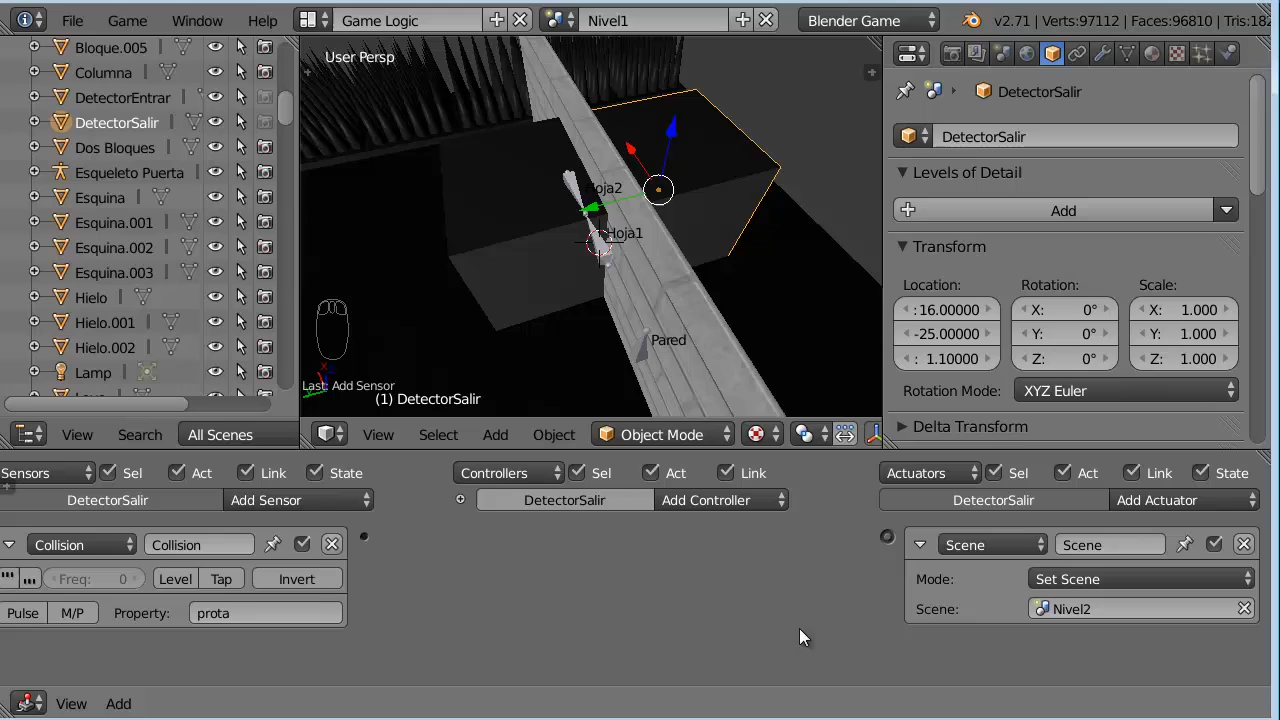 File Game Window Help Game Logic Nivel1 Blender Game v2.71 | Verts:97112 | Faces:96810 | Tris:182
Bloque.005
Columna
DetectorEntrar
DetectorSalir
Dos Bloques
Esqueleto Puerta
Esquina
Esquina.001
Esquina.002
Esquina.003
Hielo
Hielo.001
Hielo.002
Lamp
View Search All Scenes
User Persp
Hoja1
Pared
Last: Add Sensor
(1) DetectorSalir
View Select Add Object Object Mode
DetectorSalir
DetectorSalir
Levels of Detail
Add
Transform
Location: Rotation: Scale:
: 16.00000 X: 0° X: 1.000
-25.00000 Y: 0° Y: 1.000
: 1.10000 Z: 0° Z: 1.000
Rotation Mode: XYZ Euler
Delta Transform
Sensors Sel Act Link State
DetectorSalir Add Sensor
Collision Collision
Freq: 0 Level Tap Invert
Pulse M/P Property: prota
Controllers Sel Act Link
DetectorSalir Add Controller
Actuators Sel Act Link State
DetectorSalir Add Actuator
Scene Scene
Mode: Set Scene
Scene: Nivel2
View Add